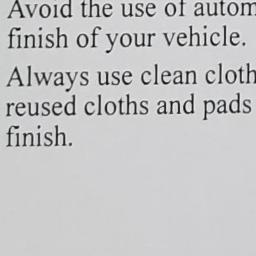 Avoid the use of autom
finish of your vehicle.
Always use clean cloth
reused cloths and pads
finish.